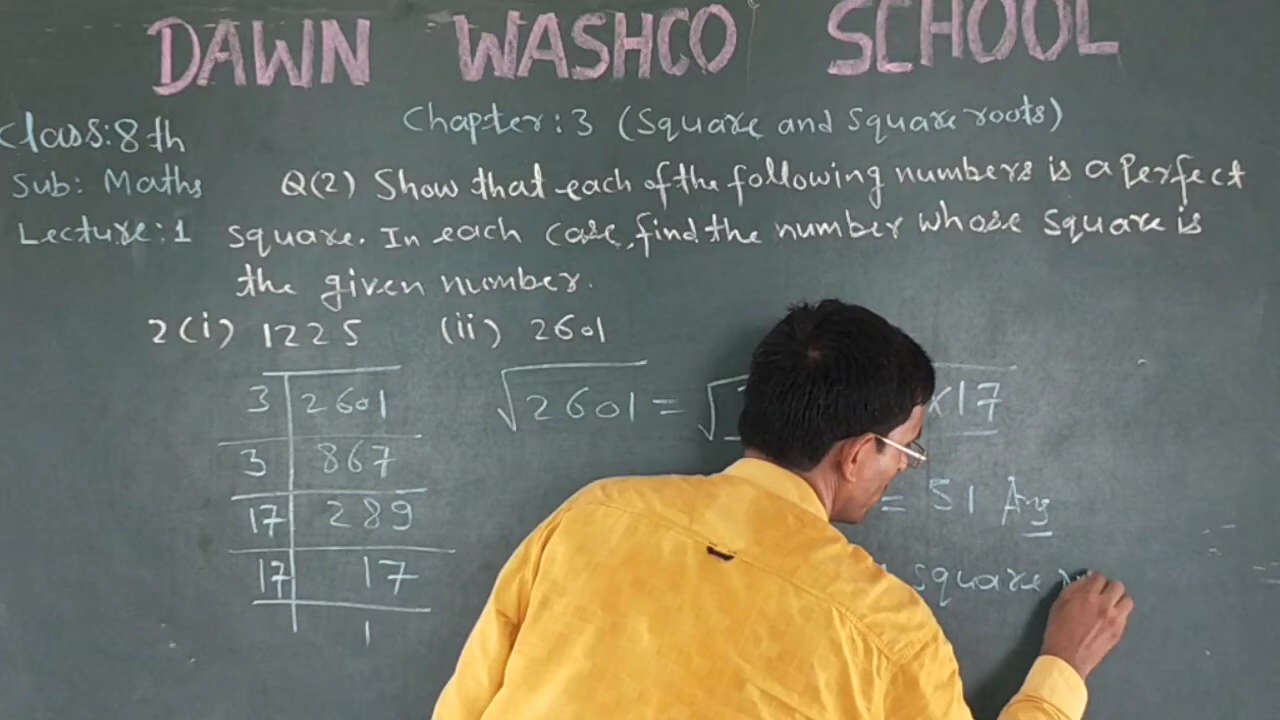 DAWN WASHCO SCHOOL
Class:8th
Chapter:3 (Square and Square roots)
Sub: Maths
Q(2) Show that each of the following numbers is a Perfect
Lecture:1
square. In each case, find the number whose square is
the given number.
2(i) 1225 (ii) 2601
3 | 2601
3 | 867
17 | 289
17 | 17
1
√2601 = √ ×17
= 51 Ans
square